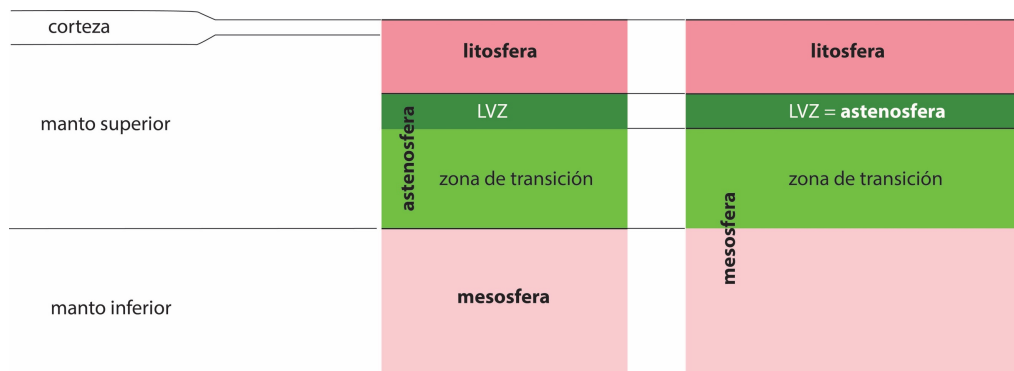 corteza
litosfera
litosfera
manto superior
astenosfera
LVZ
LVZ = astenosfera
zona de transición
zona de transición
mesosfera
manto inferior
mesosfera